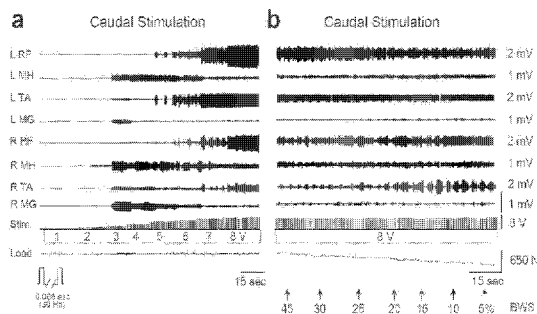 a
Caudal Stimulation
b
Caudal Stimulation
L RF
2 mV
L MH
1 mV
L TA
2 mV
L MG
1 mV
R RF
2 mV
R MH
1 mV
R TA
2 mV
R MG
1 mV
Stim.
8 V
1 2 3 4 5 6 7 8 V
8 V
Load
650 N
15 sec
15 sec
45 30 25 20 15 10 5%
BWS